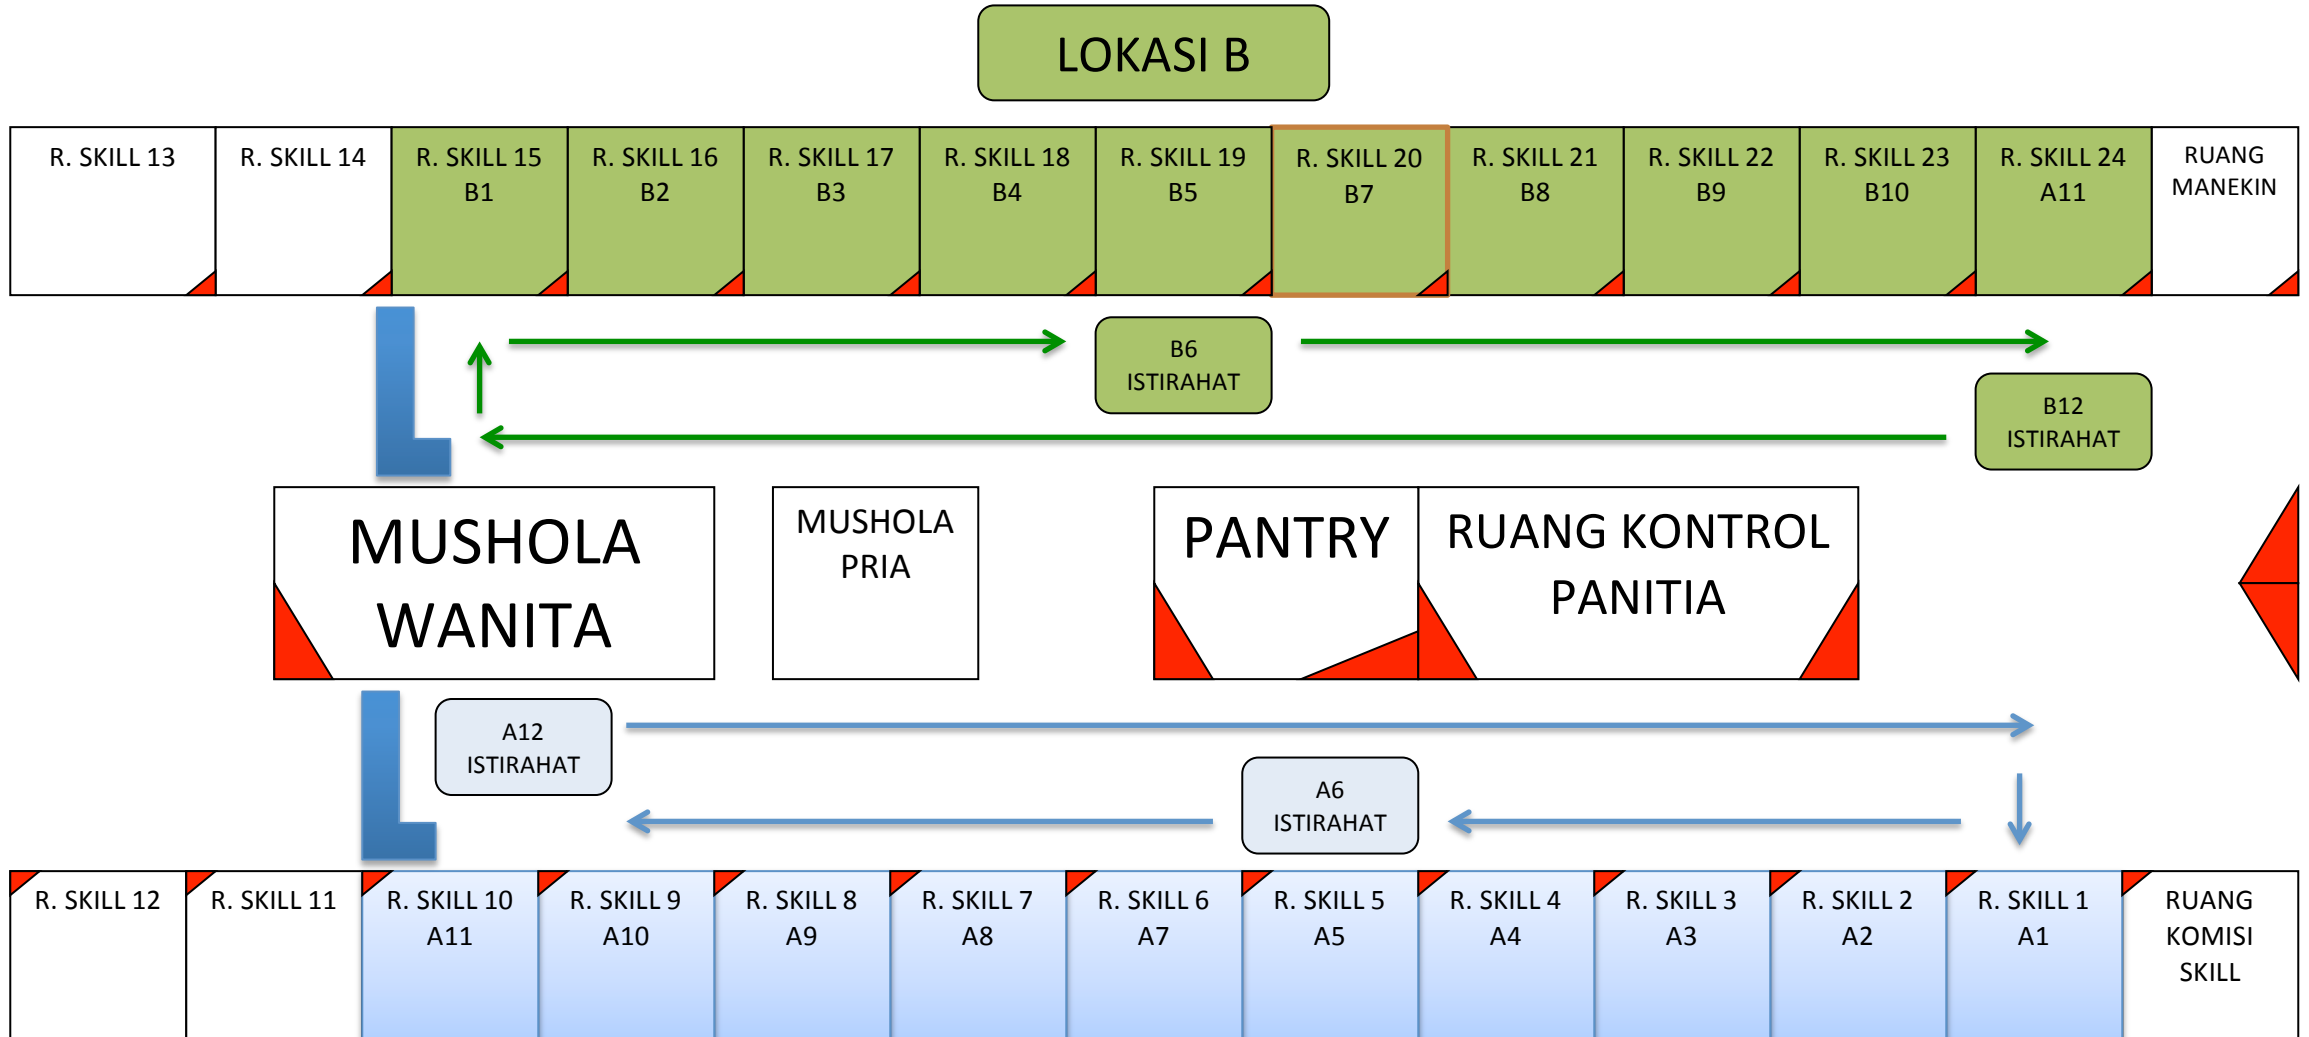 LOKASI B
R. SKILL 13
R. SKILL 14
R. SKILL 15
B1
R. SKILL 16
B2
R. SKILL 17
B3
R. SKILL 18
B4
R. SKILL 19
B5
R. SKILL 20
B7
R. SKILL 21
B8
R. SKILL 22
B9
R. SKILL 23
B10
R. SKILL 24
A11
RUANG
MANEKIN
B6
ISTIRAHAT
B12
ISTIRAHAT
MUSHOLA
WANITA
MUSHOLA
PRIA
PANTRY
RUANG KONTROL
PANITIA
A12
ISTIRAHAT
A6
ISTIRAHAT
R. SKILL 12
R. SKILL 11
R. SKILL 10
A11
R. SKILL 9
A10
R. SKILL 8
A9
R. SKILL 7
A8
R. SKILL 6
A7
R. SKILL 5
A5
R. SKILL 4
A4
R. SKILL 3
A3
R. SKILL 2
A2
R. SKILL 1
A1
RUANG
KOMISI
SKILL